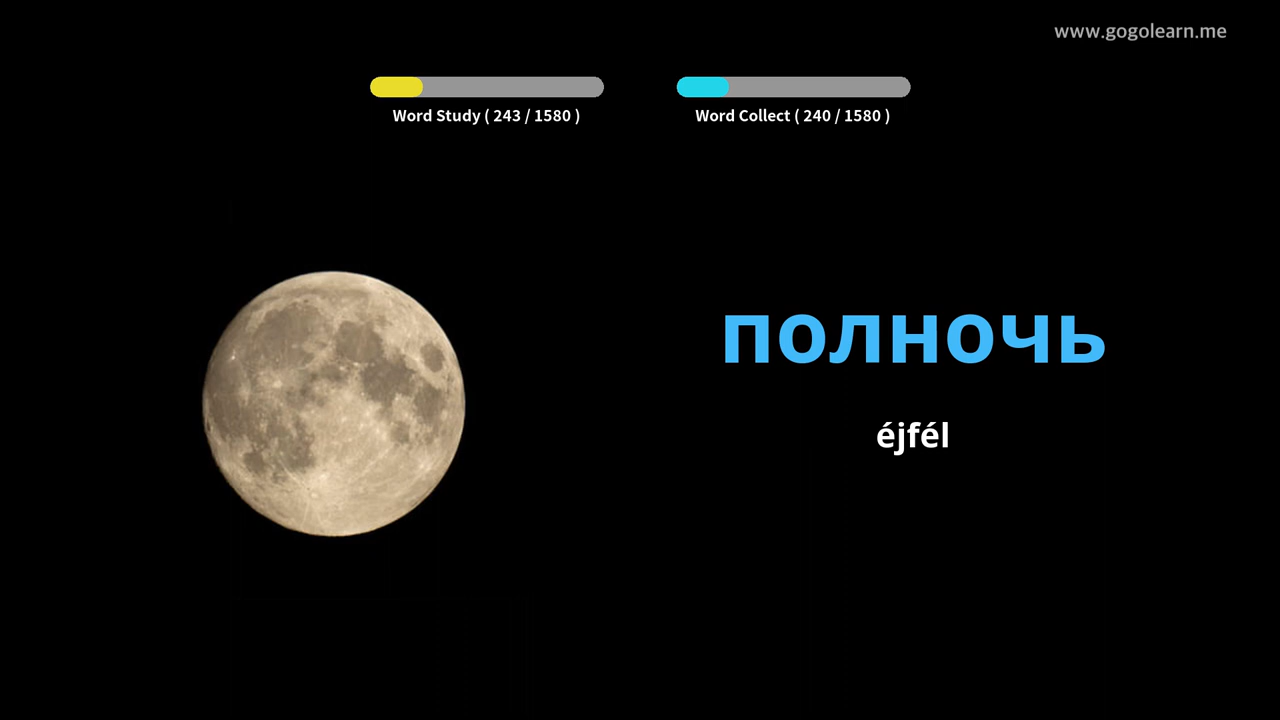 www.gogolearn.me
Word Study ( 243 / 1580 )
Word Collect ( 240 / 1580 )
полночь
éjfél